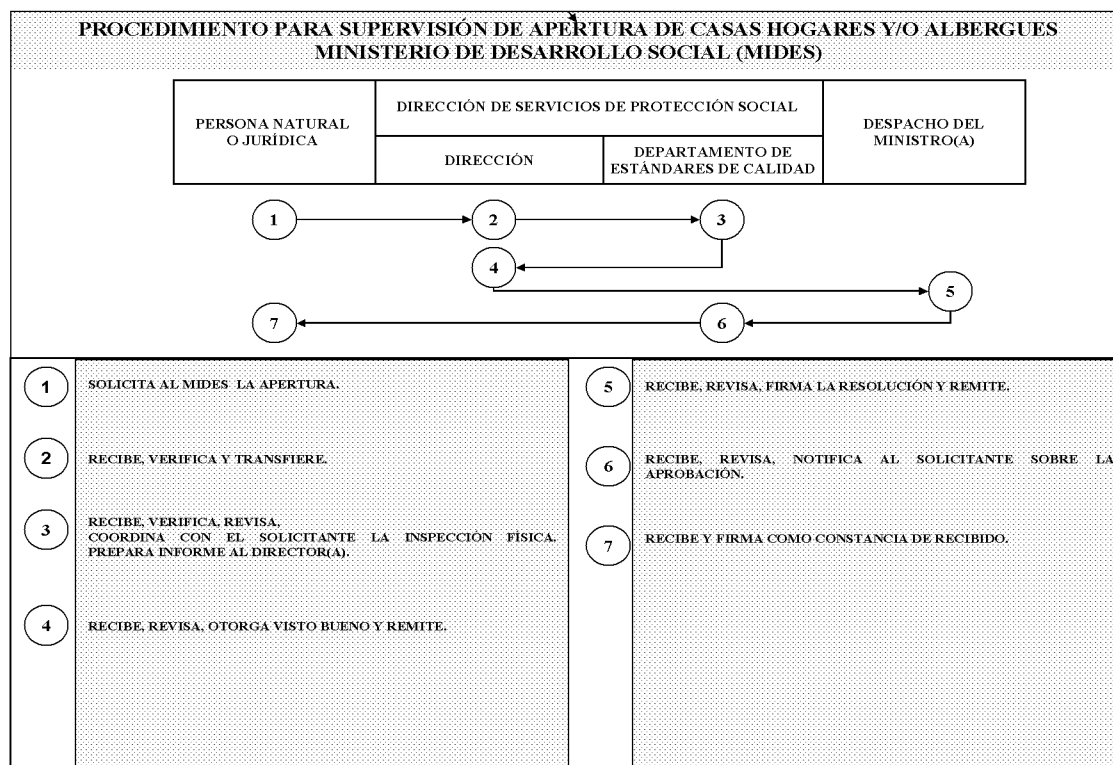 PROCEDIMIENTO PARA SUPERVISIÓN DE APERTURA DE CASAS HOGARES Y/O ALBERGUES
MINISTERIO DE DESARROLLO SOCIAL (MIDES)
PERSONA NATURAL
O JURÍDICA
DIRECCIÓN DE SERVICIOS DE PROTECCIÓN SOCIAL
DIRECCIÓN
DEPARTAMENTO DE
ESTÁNDARES DE CALIDAD
DESPACHO DEL
MINISTRO(A)
1
2
3
4
5
7
6
1
SOLICITA AL MIDES LA APERTURA.
2
RECIBE, VERIFICA Y TRANSFIERE.
3
RECIBE, VERIFICA, REVISA,
COORDINA CON EL SOLICITANTE LA INSPECCIÓN FÍSICA.
PREPARA INFORME AL DIRECTOR(A).
4
RECIBE, REVISA, OTORGA VISTO BUENO Y REMITE.
5
RECIBE, REVISA, FIRMA LA RESOLUCIÓN Y REMITE.
6
RECIBE, REVISA, NOTIFICA AL SOLICITANTE SOBRE LA
APROBACIÓN.
7
RECIBE Y FIRMA COMO CONSTANCIA DE RECIBIDO.